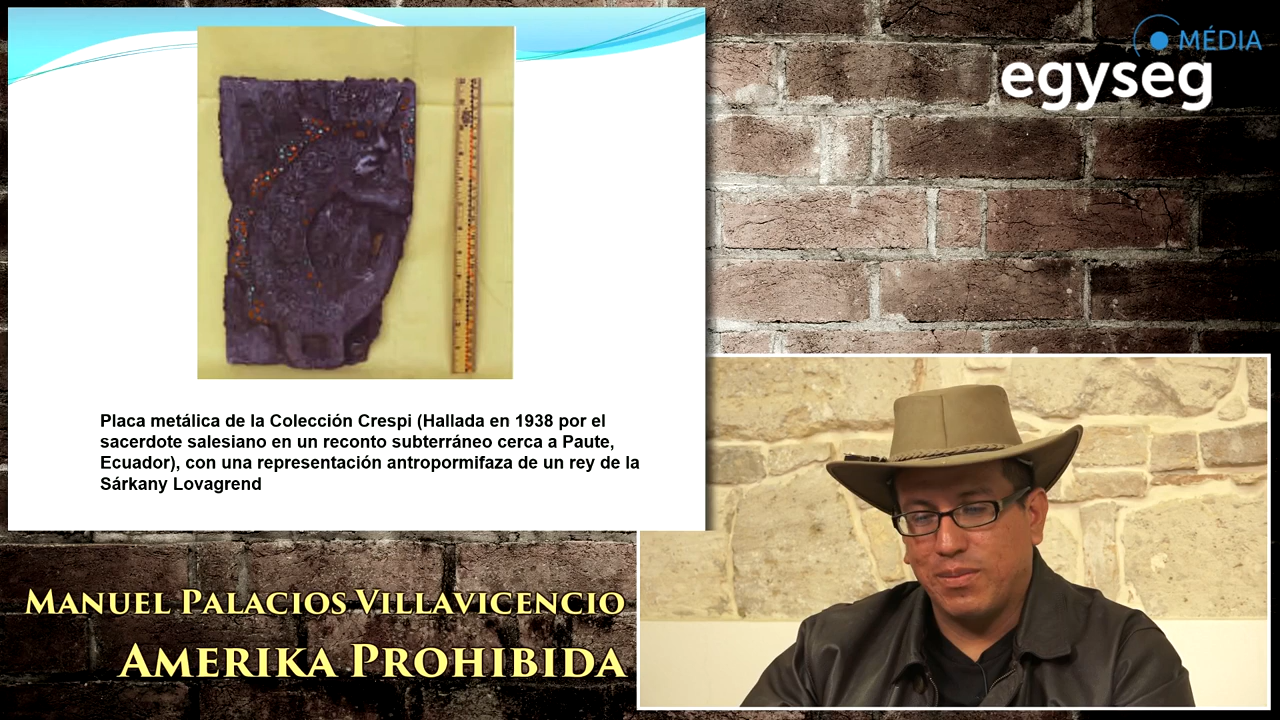 MÉDIA
egyseg
Placa metálica de la Colección Crespi (Hallada en 1938 por el
sacerdote salesiano en un reconto subterráneo cerca a Paute,
Ecuador), con una representación antropormifaza de un rey de la
Sárkany Lovagrend
MANUEL PALACIOS VILLAVICENCIO
AMERIKA PROHIBIDA